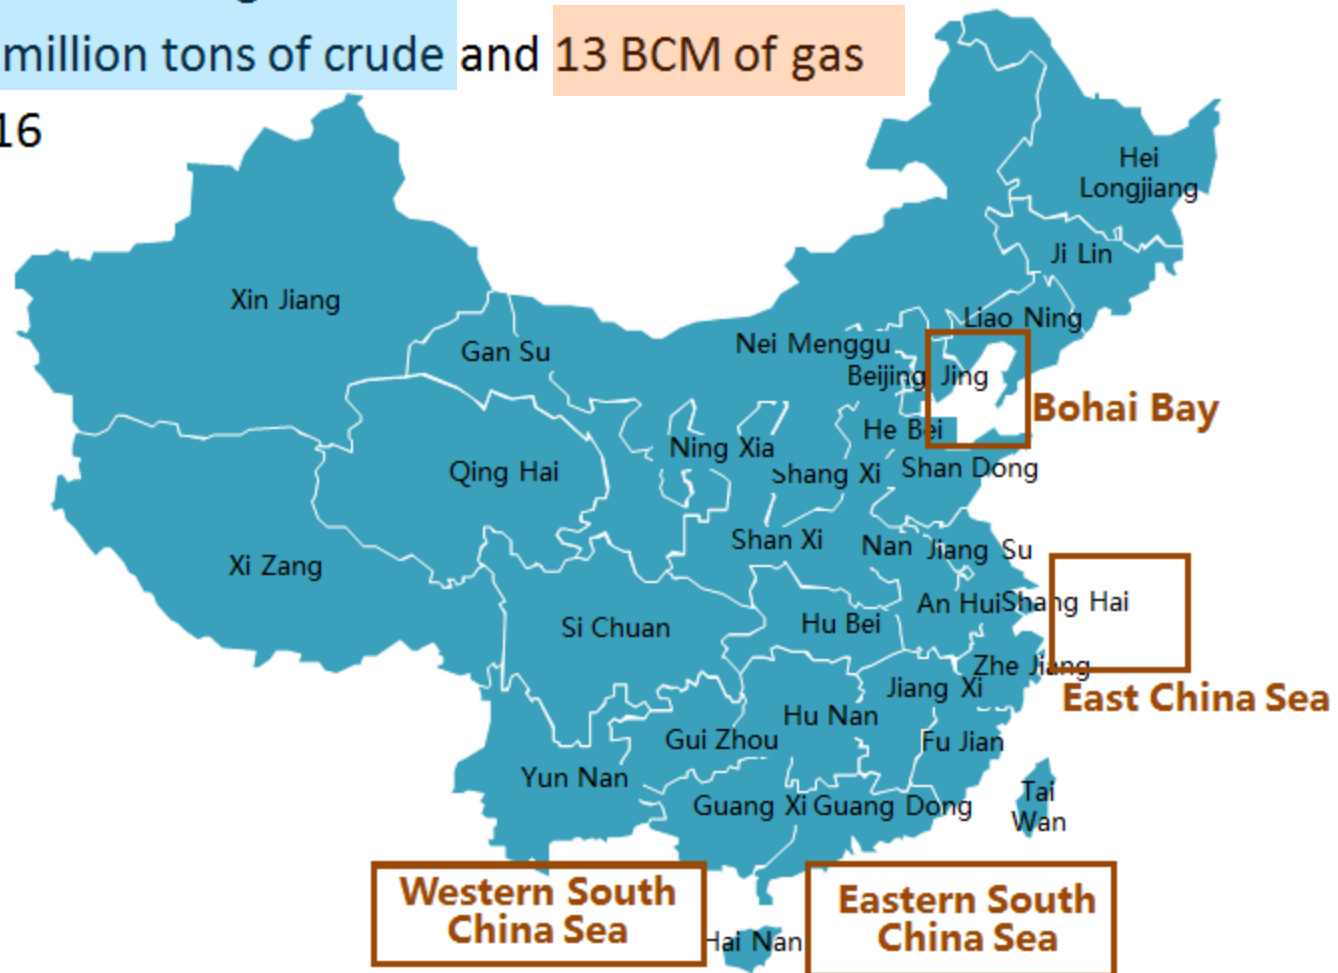 million tons of crude and 13 BCM of gas
16
Hei
Longjiang
Ji Lin
Xin Jiang
Liao Ning
Nei Menggu
Gan Su
Beijing Jing
Bohai Bay
He Bei
Ning Xia
Shang Xi
Shan Dong
Qing Hai
Shan Xi
Nan
Jiang Su
Xi Zang
An Hui
Shang Hai
Si Chuan
Hu Bei
Zhe Jiang
Jiang Xi
East China Sea
Hu Nan
Gui Zhou
Fu Jian
Yun Nan
Guang Xi
Guang Dong
Tai
Wan
Western South
China Sea
Eastern South
China Sea
Hai Nan